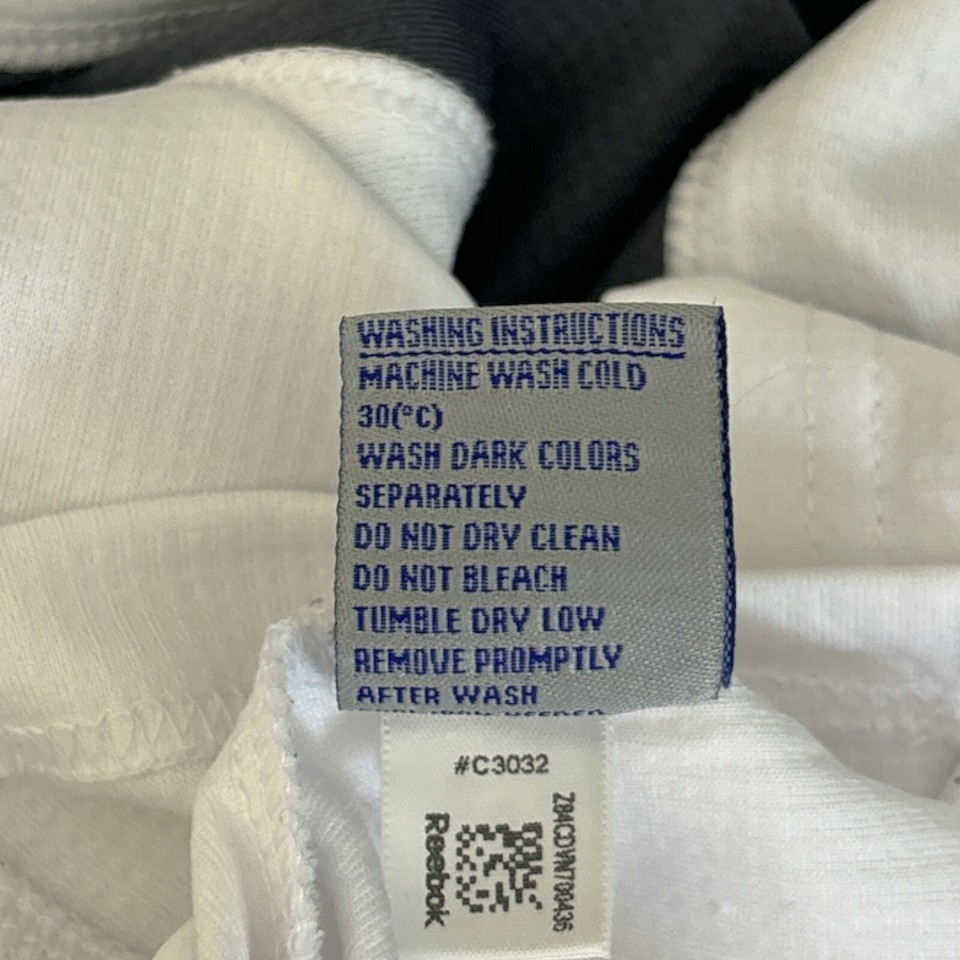 WASHING INSTRUCTIONS
MACHINE WASH COLD
30(°C)
WASH DARK COLORS
SEPARATELY
DO NOT DRY CLEAN
DO NOT BLEACH
TUMBLE DRY LOW
REMOVE PROMPTLY
AFTER WASH
#C3032
Reebok